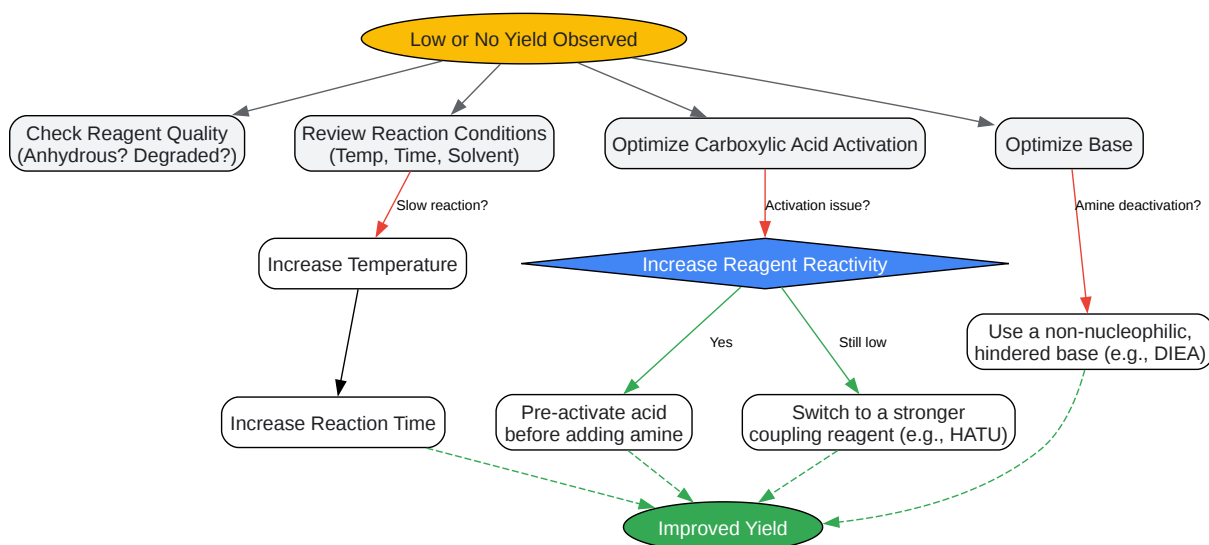 Low or No Yield Observed
Check Reagent Quality
(Anhydrous? Degraded?)
Review Reaction Conditions
(Temp, Time, Solvent)
Optimize Carboxylic Acid Activation
Optimize Base
Slow reaction?
Activation issue?
Amine deactivation?
Increase Temperature
Increase Reagent Reactivity
Yes
Still low
Use a non-nucleophilic,
hindered base (e.g., DIEA)
Increase Reaction Time
Pre-activate acid
before adding amine
Switch to a stronger
coupling reagent (e.g., HATU)
Improved Yield